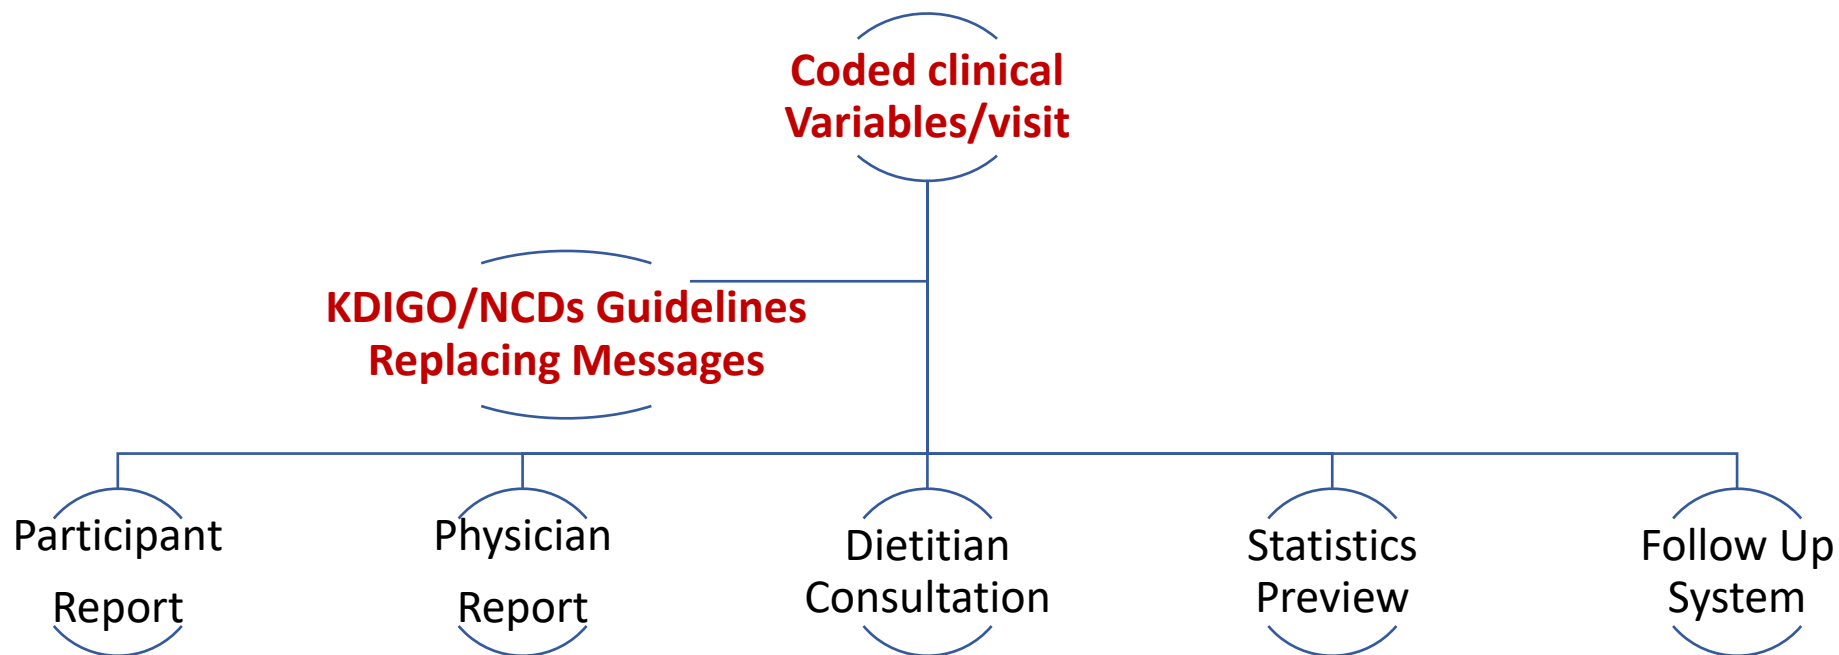 Coded clinical
Variables/visit
KDIGO/NCDs Guidelines
Replacing Messages
Participant
Report
Physician
Report
Dietitian
Consultation
Statistics
Preview
Follow Up
System